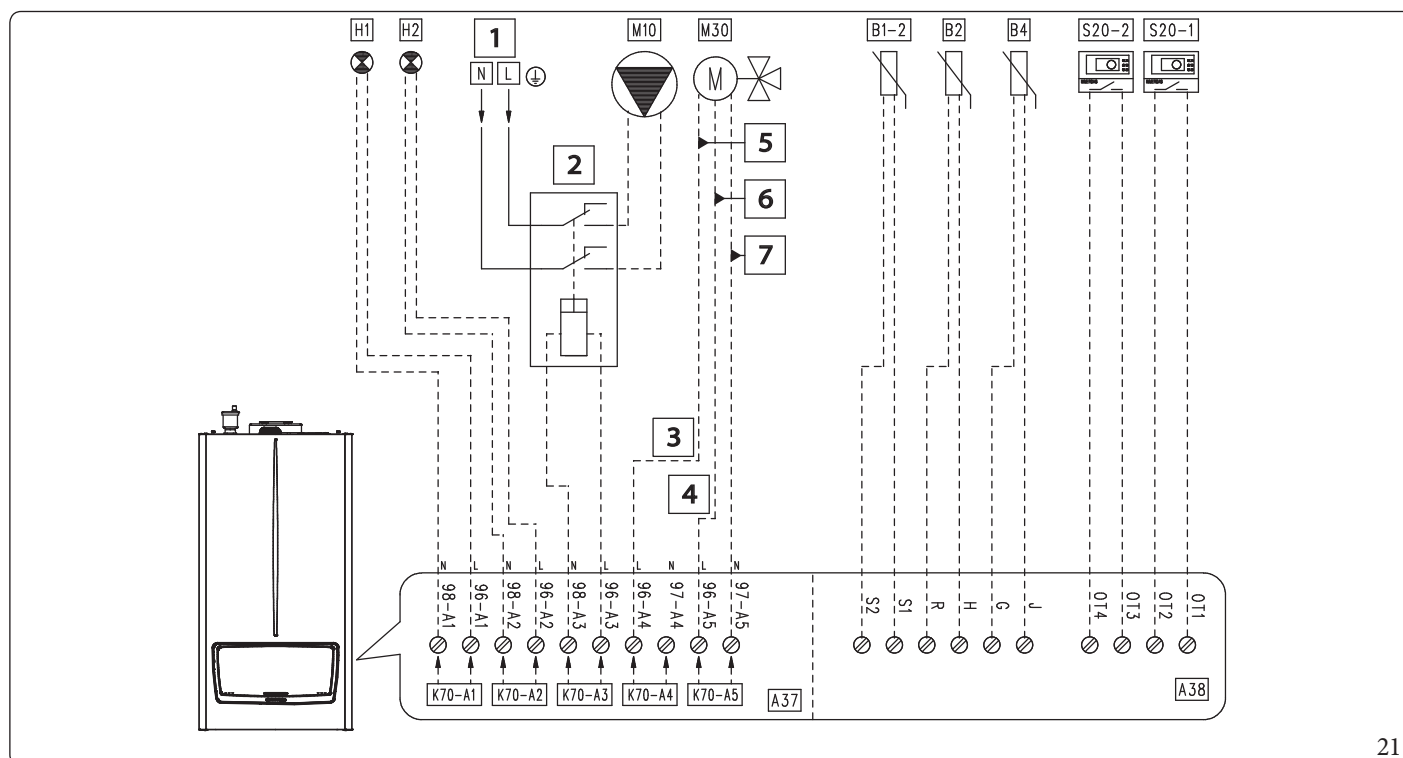 H1 H2 1 M10 M30 B1-2 B2 B4 S20-2 S20-1
N L M
5
2
6
7
3
4
N L N L N L L N L N
98-A1 96-A1 98-A2 96-A2 98-A3 96-A3 96-A4 97-A4 96-A5 97-A5 S2 S1 R H G J OT4 OT3 OT2 OT1
K70-A1 K70-A2 K70-A3 K70-A4 K70-A5 A37 A38
21